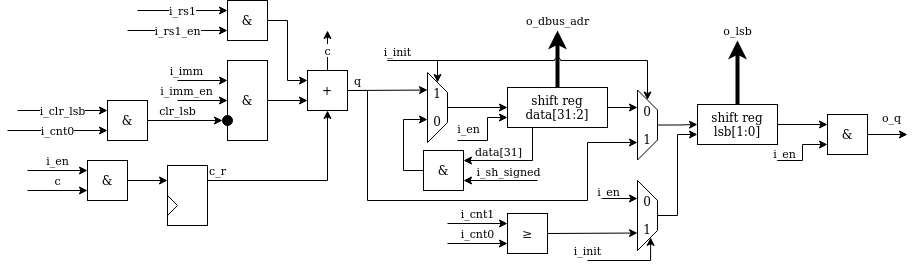 i_rs1
i_rs1_en
&
i_imm
i_imm_en
clr_lsb
&
i_clr_lsb
i_cnt0
&
i_en
c
&
c_r
c
+
q
i_init
1
0
o_dbus_adr
shift reg
data[31:2]
i_en
data[31]
i_sh_signed
&
0
1
i_cnt1
i_cnt0
≥
i_en
0
1
i_init
o_lsb
shift reg
lsb[1:0]
i_en
&
o_q